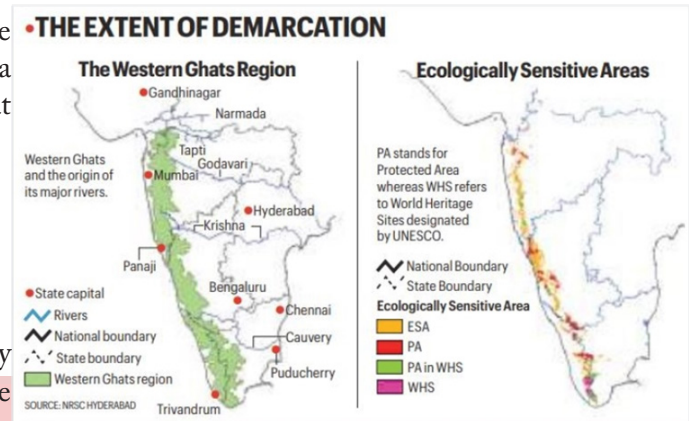 •THE EXTENT OF DEMARCATION
The Western Ghats Region
Gandhinagar
Narmada
Western Ghats
and the origin of
its major rivers.
Tapti
Godavari
Mumbai
Hyderabad
Krishna
Panaji
Bengaluru
Chennai
Cauvery
Puducherry
Trivandrum
State capital
Rivers
National boundary
State boundary
Western Ghats region
SOURCE: NRSC HYDERABAD
Ecologically Sensitive Areas
PA stands for
Protected Area
whereas WHS refers
to World Heritage
Sites designated
by UNESCO.
National Boundary
State Boundary
Ecologically Sensitive Area
ESA
PA
PA in WHS
WHS